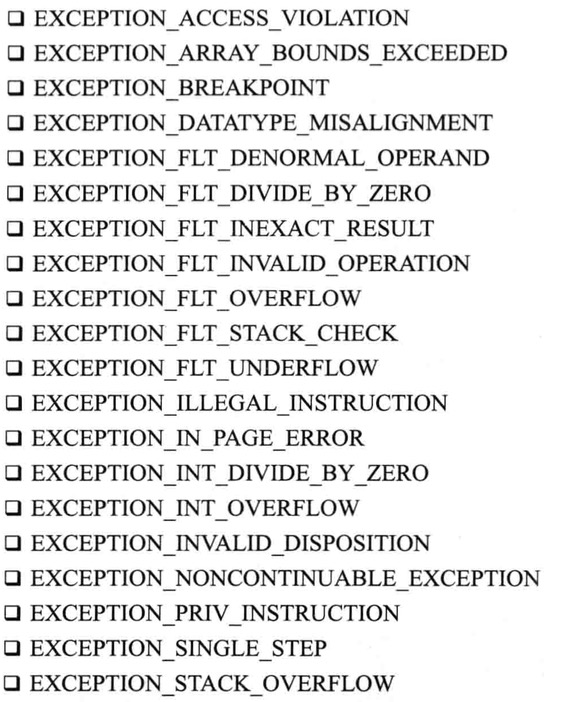 ❑ EXCEPTION_ACCESS_VIOLATION
❑ EXCEPTION_ARRAY_BOUNDS_EXCEEDED
❑ EXCEPTION_BREAKPOINT
❑ EXCEPTION_DATATYPE_MISALIGNMENT
❑ EXCEPTION_FLT_DENORMAL_OPERAND
❑ EXCEPTION_FLT_DIVIDE_BY_ZERO
❑ EXCEPTION_FLT_INEXACT_RESULT
❑ EXCEPTION_FLT_INVALID_OPERATION
❑ EXCEPTION_FLT_OVERFLOW
❑ EXCEPTION_FLT_STACK_CHECK
❑ EXCEPTION_FLT_UNDERFLOW
❑ EXCEPTION_ILLEGAL_INSTRUCTION
❑ EXCEPTION_IN_PAGE_ERROR
❑ EXCEPTION_INT_DIVIDE_BY_ZERO
❑ EXCEPTION_INT_OVERFLOW
❑ EXCEPTION_INVALID_DISPOSITION
❑ EXCEPTION_NONCONTINUABLE_EXCEPTION
❑ EXCEPTION_PRIV_INSTRUCTION
❑ EXCEPTION_SINGLE_STEP
❑ EXCEPTION_STACK_OVERFLOW